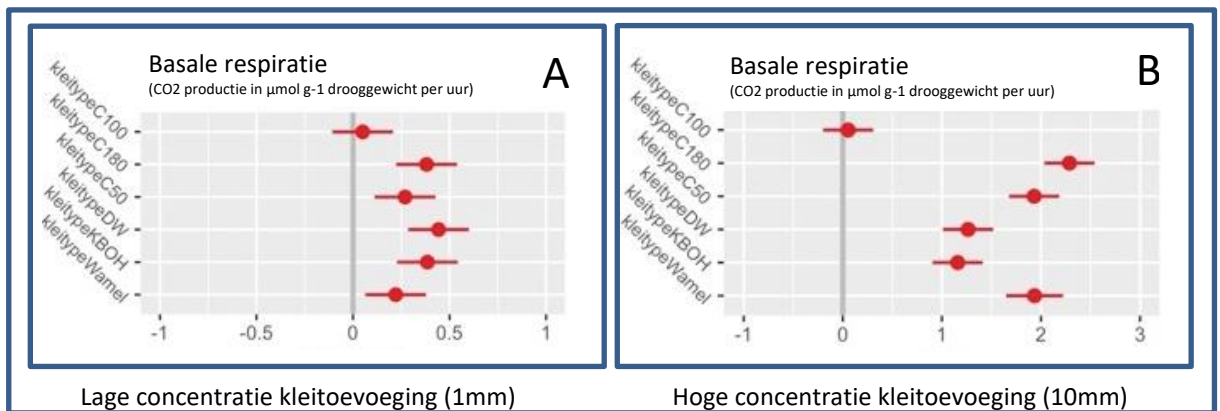 Basale respiratie
(CO2 productie in μmol g-1 drooggewicht per uur)
A
kleitypeC100
kleitypeC180
kleitypeC50
kleitypeDW
kleitypeKBOH
kleitypeWamel
-1
-0.5
0
0.5
1
Lage concentratie kleitoevoeging (1mm)
Basale respiratie
(CO2 productie in μmol g-1 drooggewicht per uur)
B
kleitypeC100
kleitypeC180
kleitypeC50
kleitypeDW
kleitypeKBOH
kleitypeWamel
-1
0
1
2
3
Hoge concentratie kleitoevoeging (10mm)